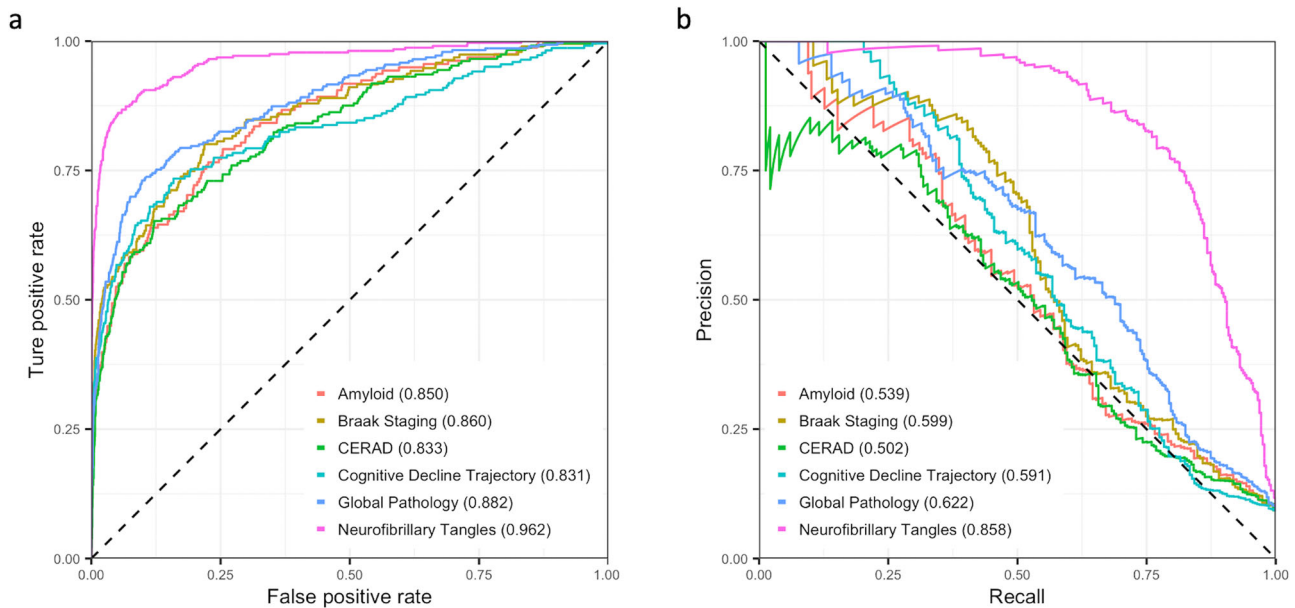 a
Ture positive rate
1.00
0.75
0.50
0.25
0.00
Amyloid (0.850)
Braak Staging (0.860)
CERAD (0.833)
Cognitive Decline Trajectory (0.831)
Global Pathology (0.882)
Neurofibrillary Tangles (0.962)
0.00 0.25 0.50 0.75 1.00
False positive rate
b
Precision
1.00
0.75
0.50
0.25
0.00
Amyloid (0.539)
Braak Staging (0.599)
CERAD (0.502)
Cognitive Decline Trajectory (0.591)
Global Pathology (0.622)
Neurofibrillary Tangles (0.858)
0.00 0.25 0.50 0.75 1.00
Recall